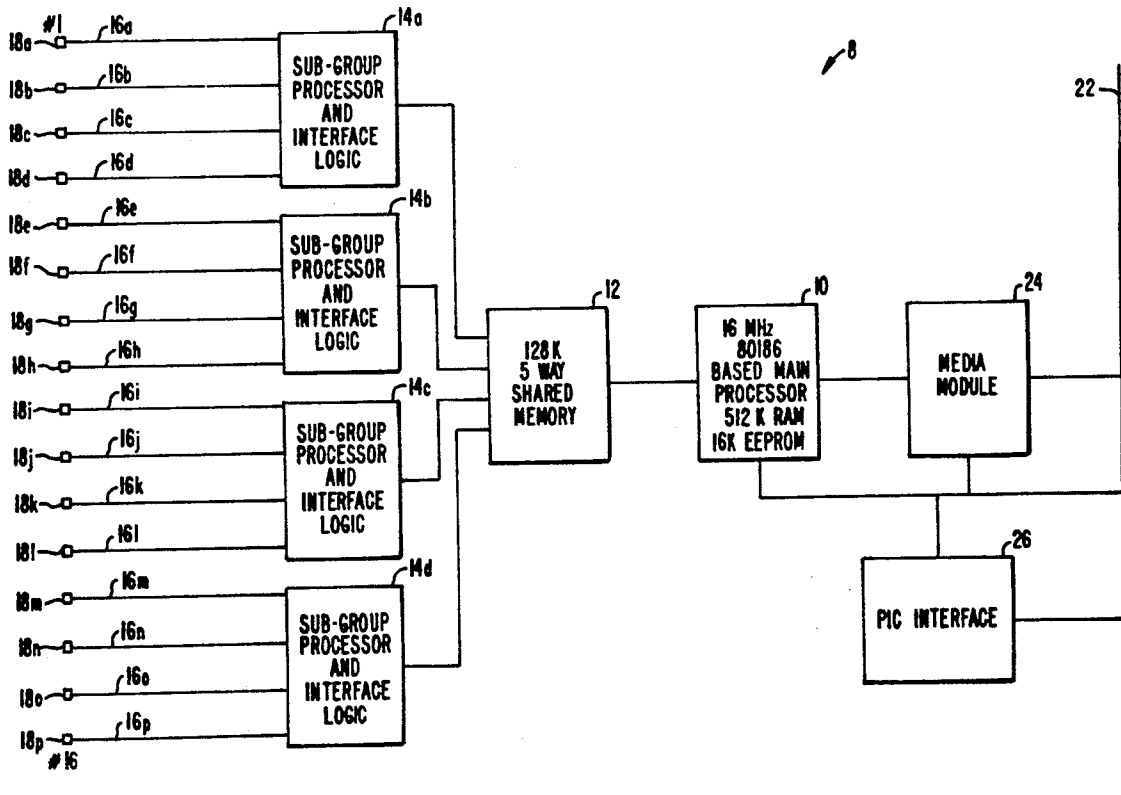 #1
18a
16a
18b
16b
18c
16c
18d
16d
14a
SUB-GROUP
PROCESSOR
AND
INTERFACE
LOGIC
18e
16e
18f
16f
18g
16g
18h
16h
14b
SUB-GROUP
PROCESSOR
AND
INTERFACE
LOGIC
18i
16i
18j
16j
18k
16k
18l
16l
14c
SUB-GROUP
PROCESSOR
AND
INTERFACE
LOGIC
18m
16m
18n
16n
18o
16o
18p
16p
#16
14d
SUB-GROUP
PROCESSOR
AND
INTERFACE
LOGIC
12
128K
5 WAY
SHARED
MEMORY
10
16 MHz
80186
BASED MAIN
PROCESSOR
512 K RAM
16K EEPROM
8
22
24
MEDIA
MODULE
26
PIC INTERFACE